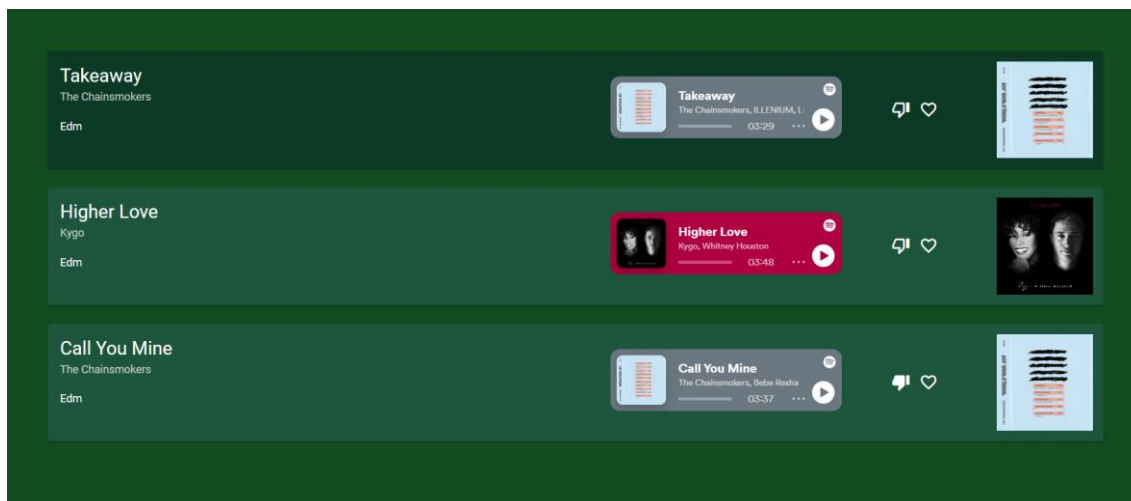 Takeaway
The Chainsmokers
Edm
Takeaway
The Chainsmokers, ILLENIUM, L
03:29
Higher Love
Kygo
Edm
Higher Love
Kygo, Whitney Houston
03:48
Call You Mine
The Chainsmokers
Edm
Call You Mine
The Chainsmokers, Bebe Rexha
03:37